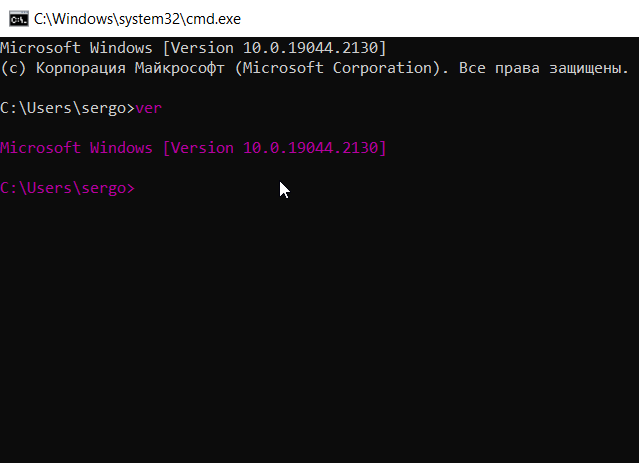 C:\Windows\system32\cmd.exe
Microsoft Windows [Version 10.0.19044.2130]
(c) Корпорация Майкрософт (Microsoft Corporation). Все права защищены.
C:\Users\sergo>ver
Microsoft Windows [Version 10.0.19044.2130]
C:\Users\sergo>